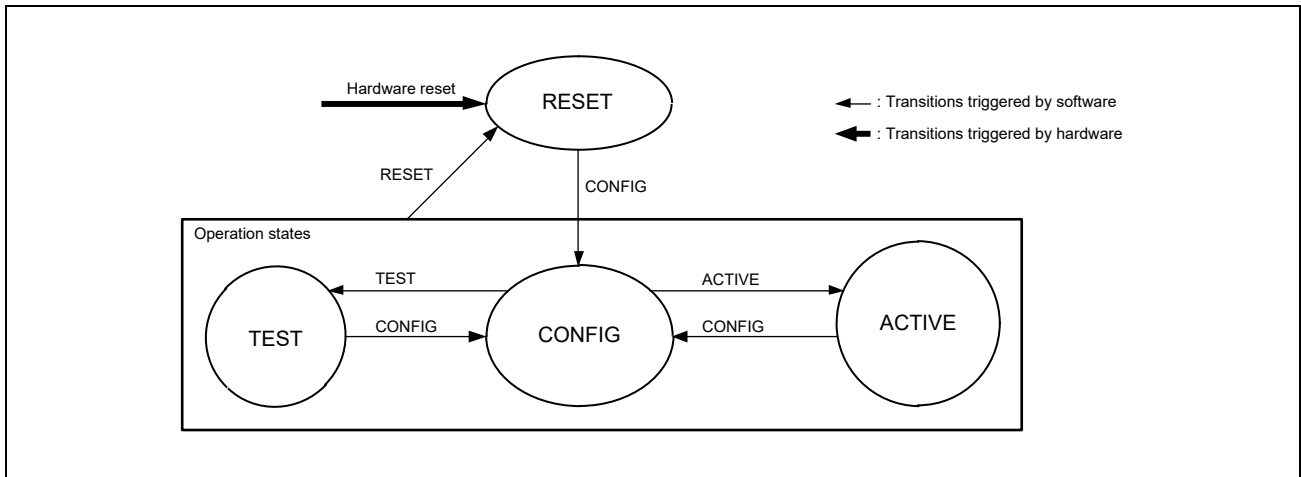 Hardware reset
RESET
: Transitions triggered by software
: Transitions triggered by hardware
RESET
CONFIG
Operation states
TEST
ACTIVE
TEST
CONFIG
CONFIG
CONFIG
ACTIVE